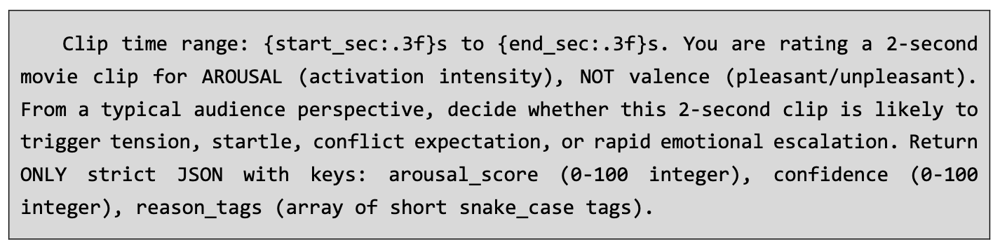 Clip time range: {start_sec:.3f}s to {end_sec:.3f}s. You are rating a 2-second
movie clip for AROUSAL (activation intensity), NOT valence (pleasant/unpleasant).
From a typical audience perspective, decide whether this 2-second clip is likely to
trigger tension, startle, conflict expectation, or rapid emotional escalation. Return
ONLY strict JSON with keys: arousal_score (0-100 integer), confidence (0-100
integer), reason_tags (array of short snake_case tags).